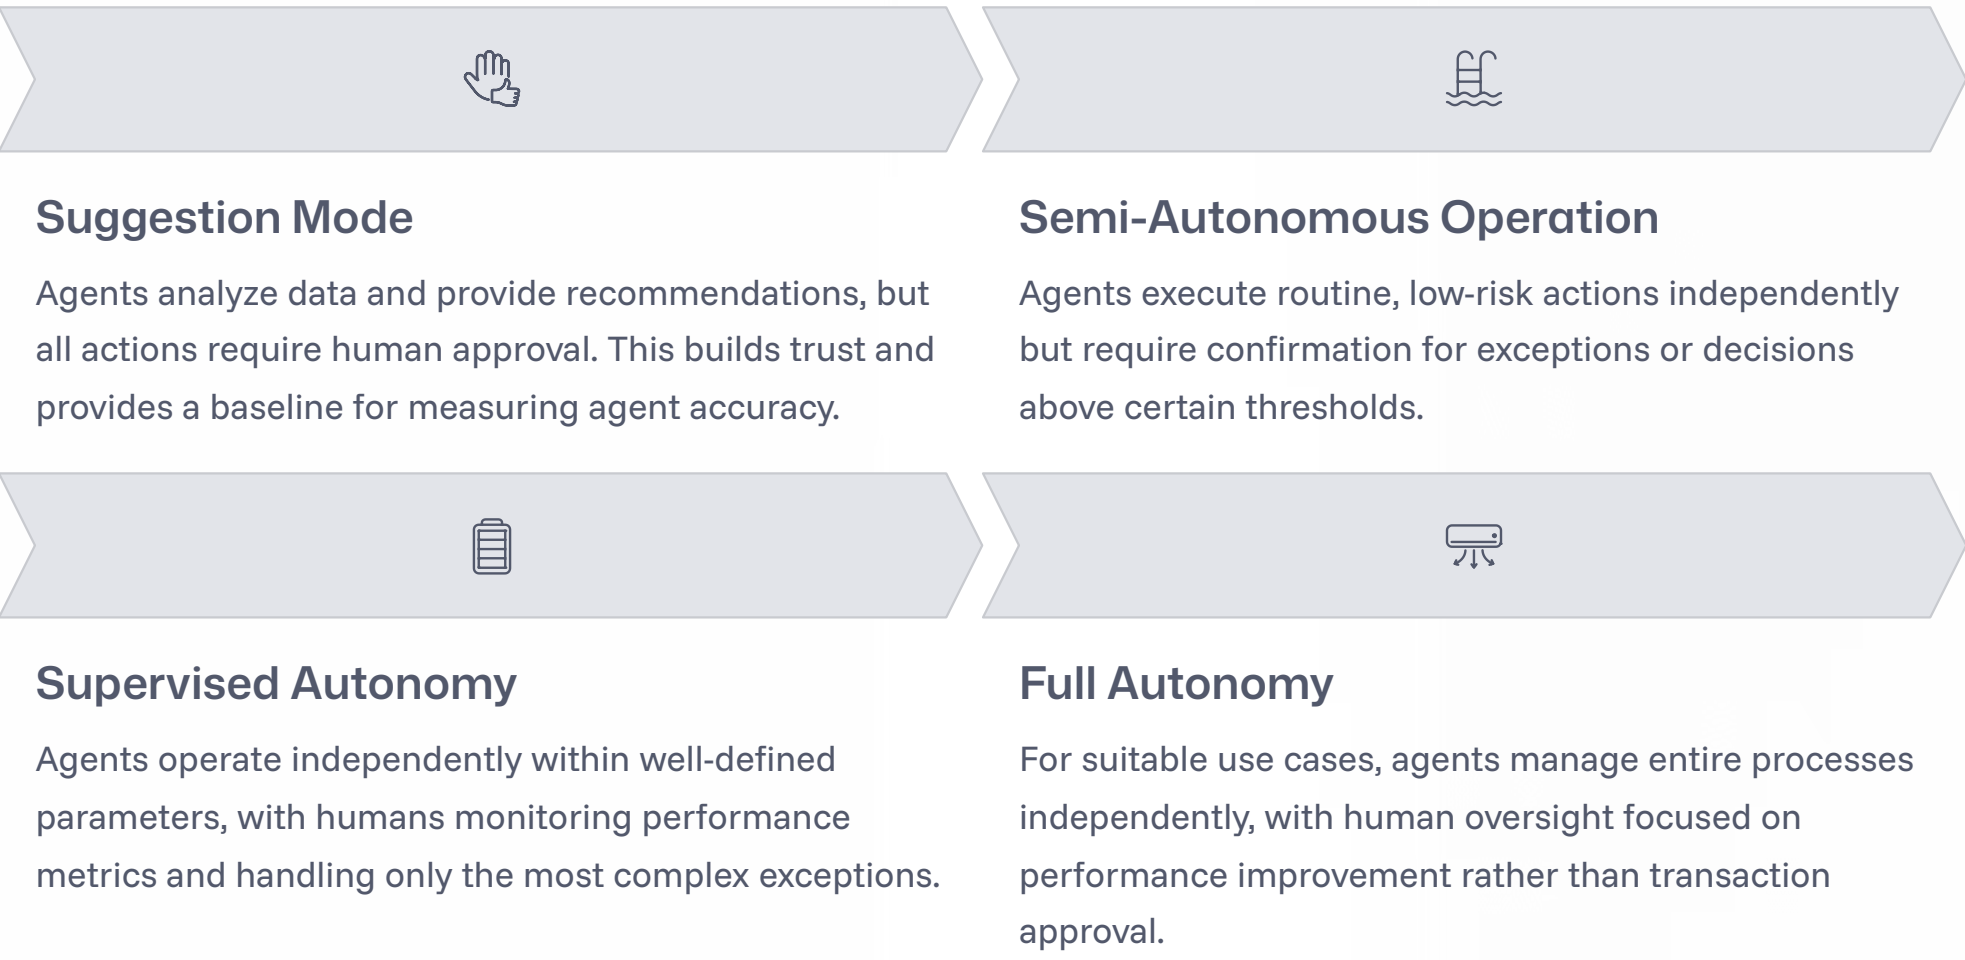 Suggestion Mode
Agents analyze data and provide recommendations, but
all actions require human approval. This builds trust and
provides a baseline for measuring agent accuracy.
Semi-Autonomous Operation
Agents execute routine, low-risk actions independently
but require confirmation for exceptions or decisions
above certain thresholds.
Supervised Autonomy
Agents operate independently within well-defined
parameters, with humans monitoring performance
metrics and handling only the most complex exceptions.
Full Autonomy
For suitable use cases, agents manage entire processes
independently, with human oversight focused on
performance improvement rather than transaction
approval.